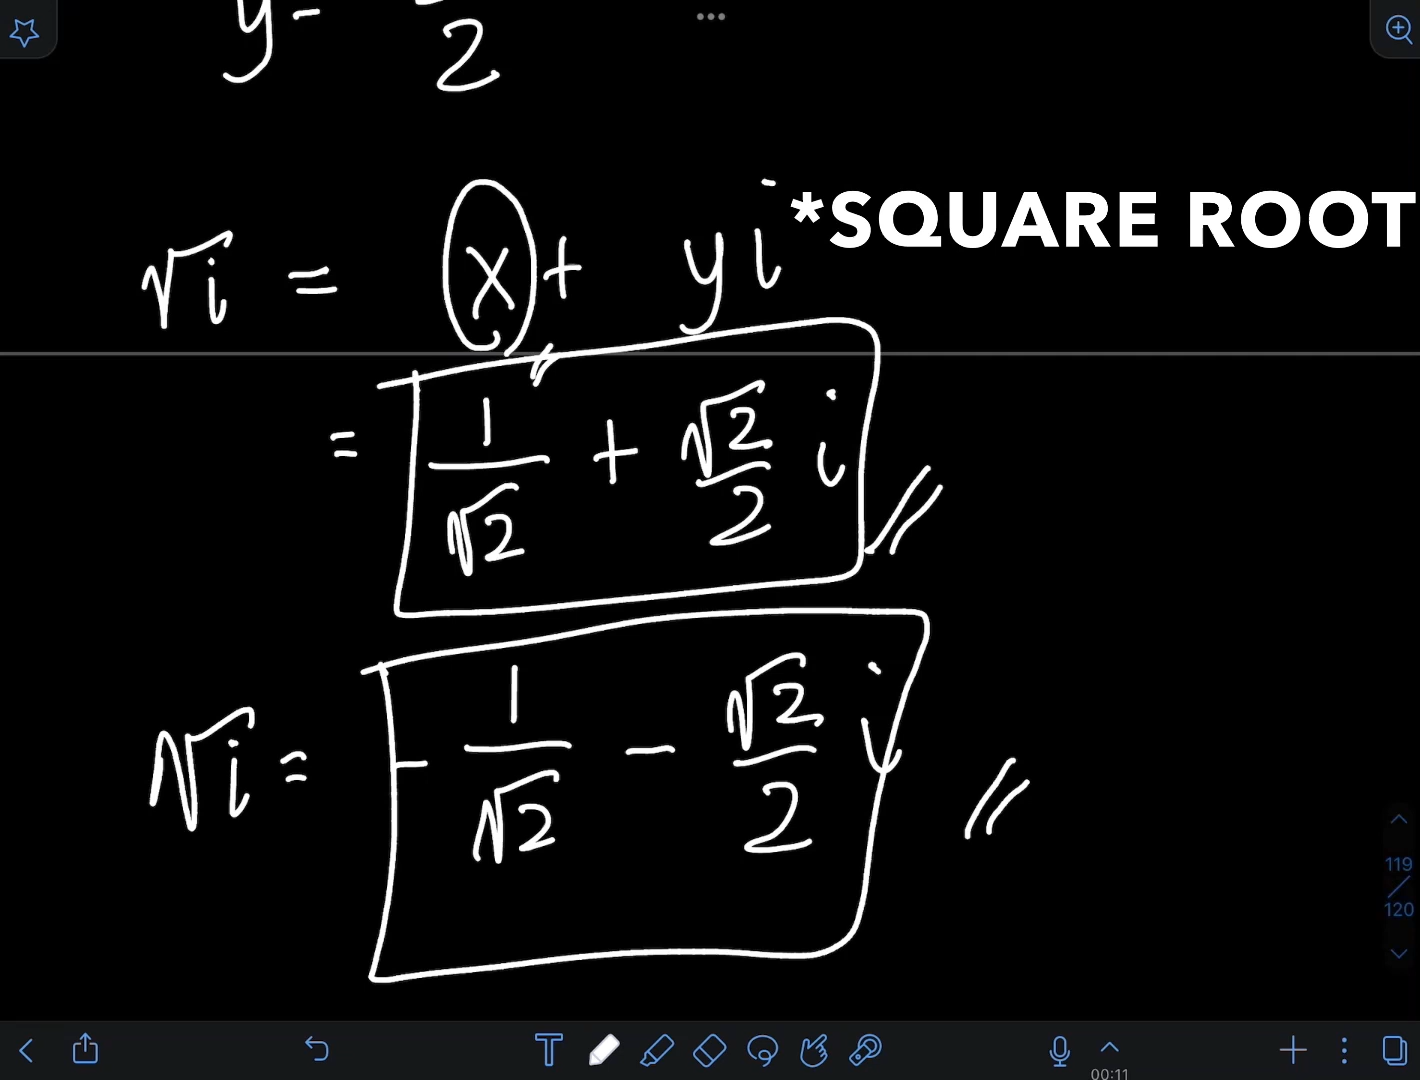 y = /2
√i = x + yi *SQUARE ROOT
= 1/√2 + √2/2 i
√i = - 1/√2 - √2/2 i
119
120
T
00:11